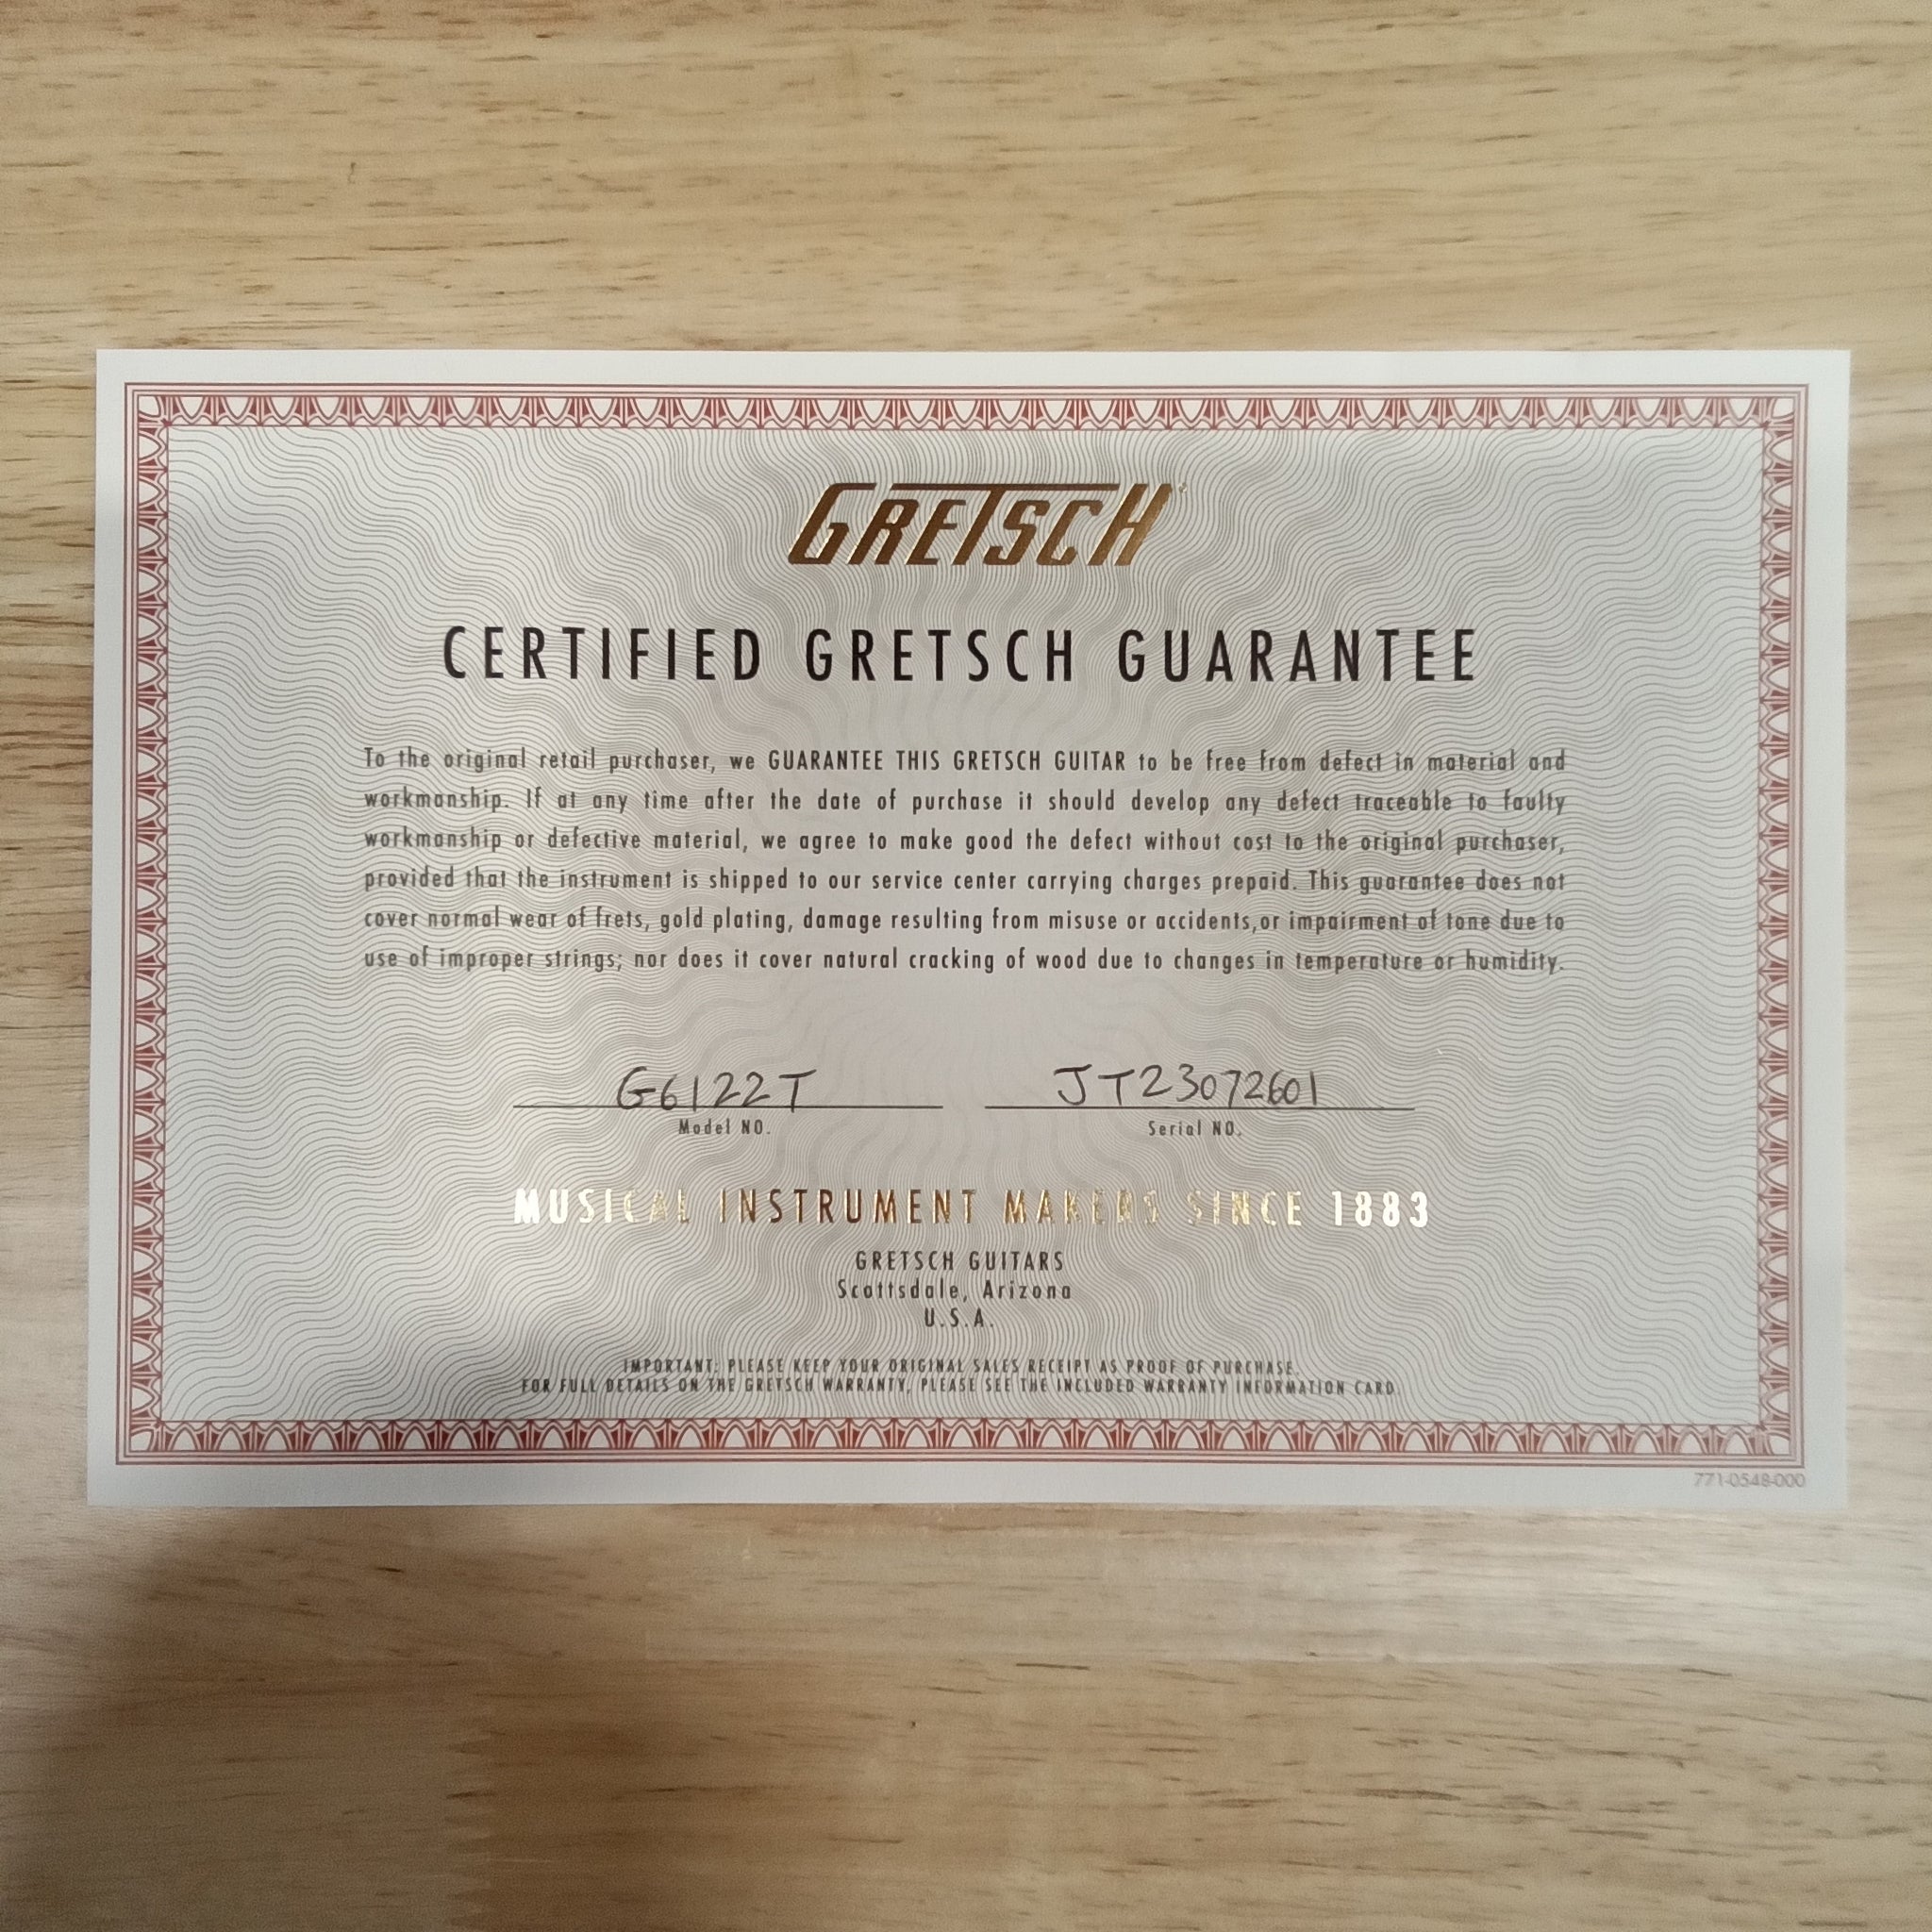 GRETSCH
CERTIFIED GRETSCH GUARANTEE
To the original retail purchaser, we GUARANTEE THIS GRETSCH GUITAR to be free from defect in material and
workmanship. If at any time after the date of purchase it should develop any defect traceable to faulty
workmanship or defective material, we agree to make good the defect without cost to the original purchaser,
provided that the instrument is shipped to our service center carrying charges prepaid. This guarantee does not
cover normal wear of frets, gold plating, damage resulting from misuse or accidents,or impairment of tone due to
use of improper strings; nor does it cover natural cracking of wood due to changes in temperature or humidity.
G6122T JT23072601
Model NO. Serial NO.
MUSICAL INSTRUMENT MAKERS SINCE 1883
GRETSCH GUITARS
Scottsdale, Arizona
U.S.A.
IMPORTANT: PLEASE KEEP YOUR ORIGINAL SALES RECEIPT AS PROOF OF PURCHASE.
FOR FULL DETAILS ON THE GRETSCH WARRANTY, PLEASE SEE THE INCLUDED WARRANTY INFORMATION CARD.
771-0548-000